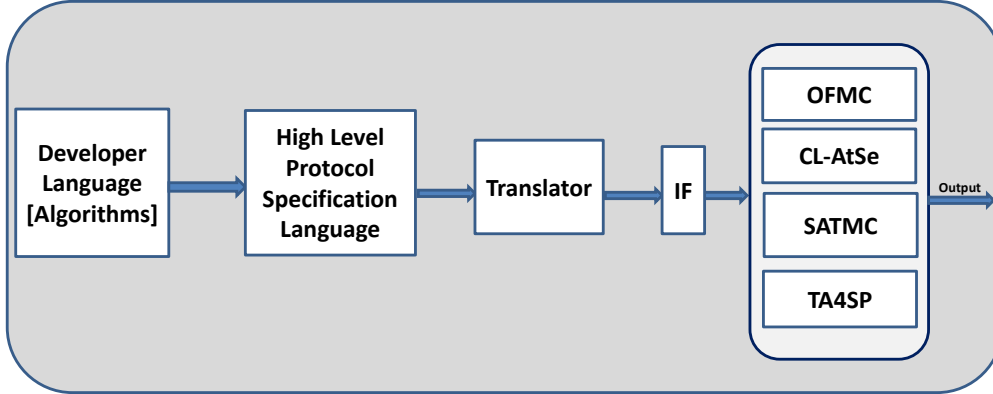 Developer
Language
[Algorithms]
High Level
Protocol
Specification
Language
Translator
IF
OFMC
CL-AtSe
SATMC
TA4SP
Output